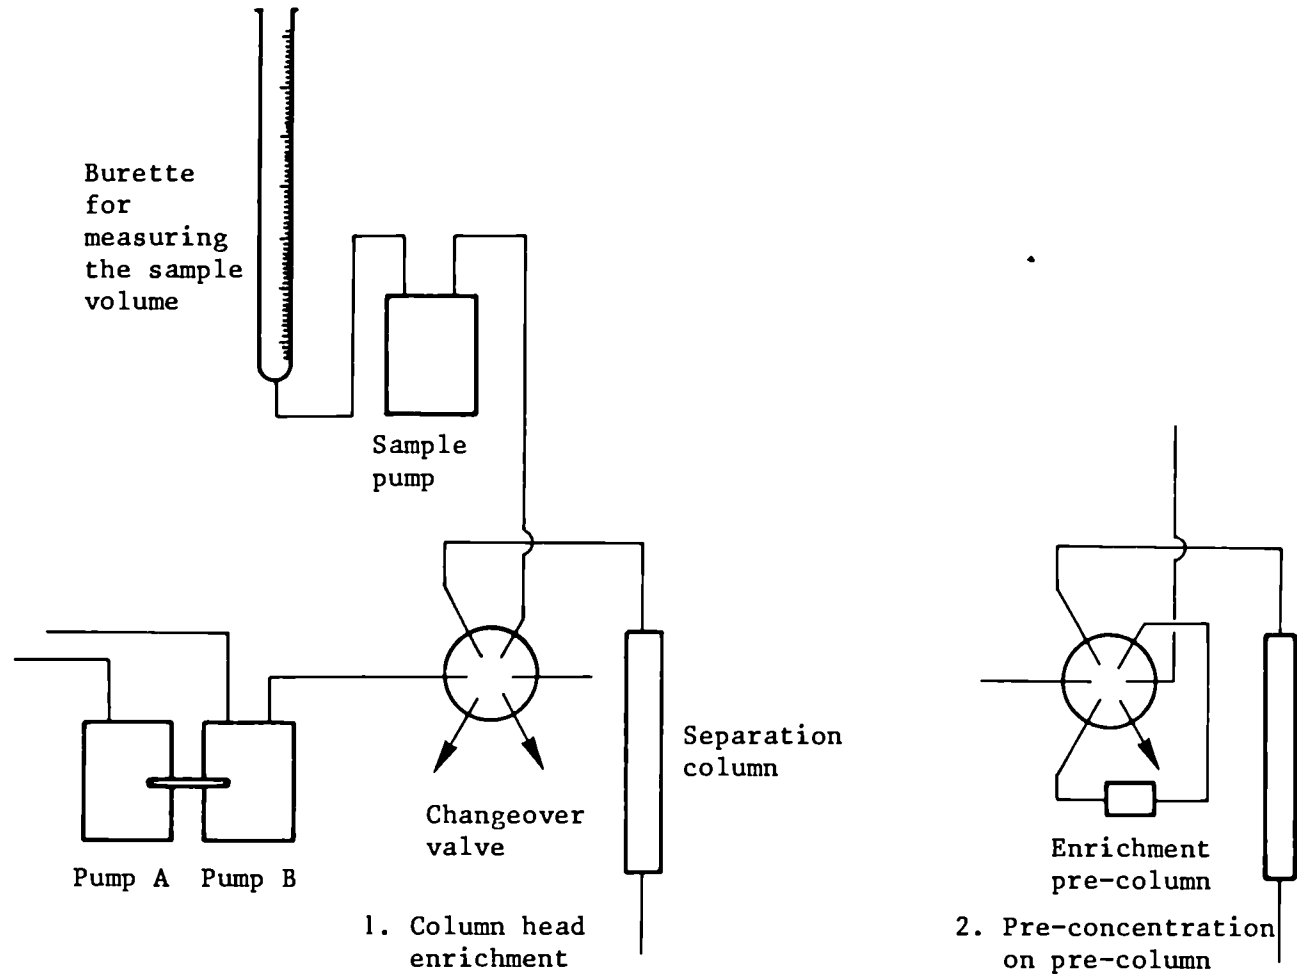 Burette
for
measuring
the sample
volume
Sample
pump
Separation
column
Changeover
valve
Pump A
Pump B
1. Column head
enrichment
Enrichment
pre-column
2. Pre-concentration
on pre-column